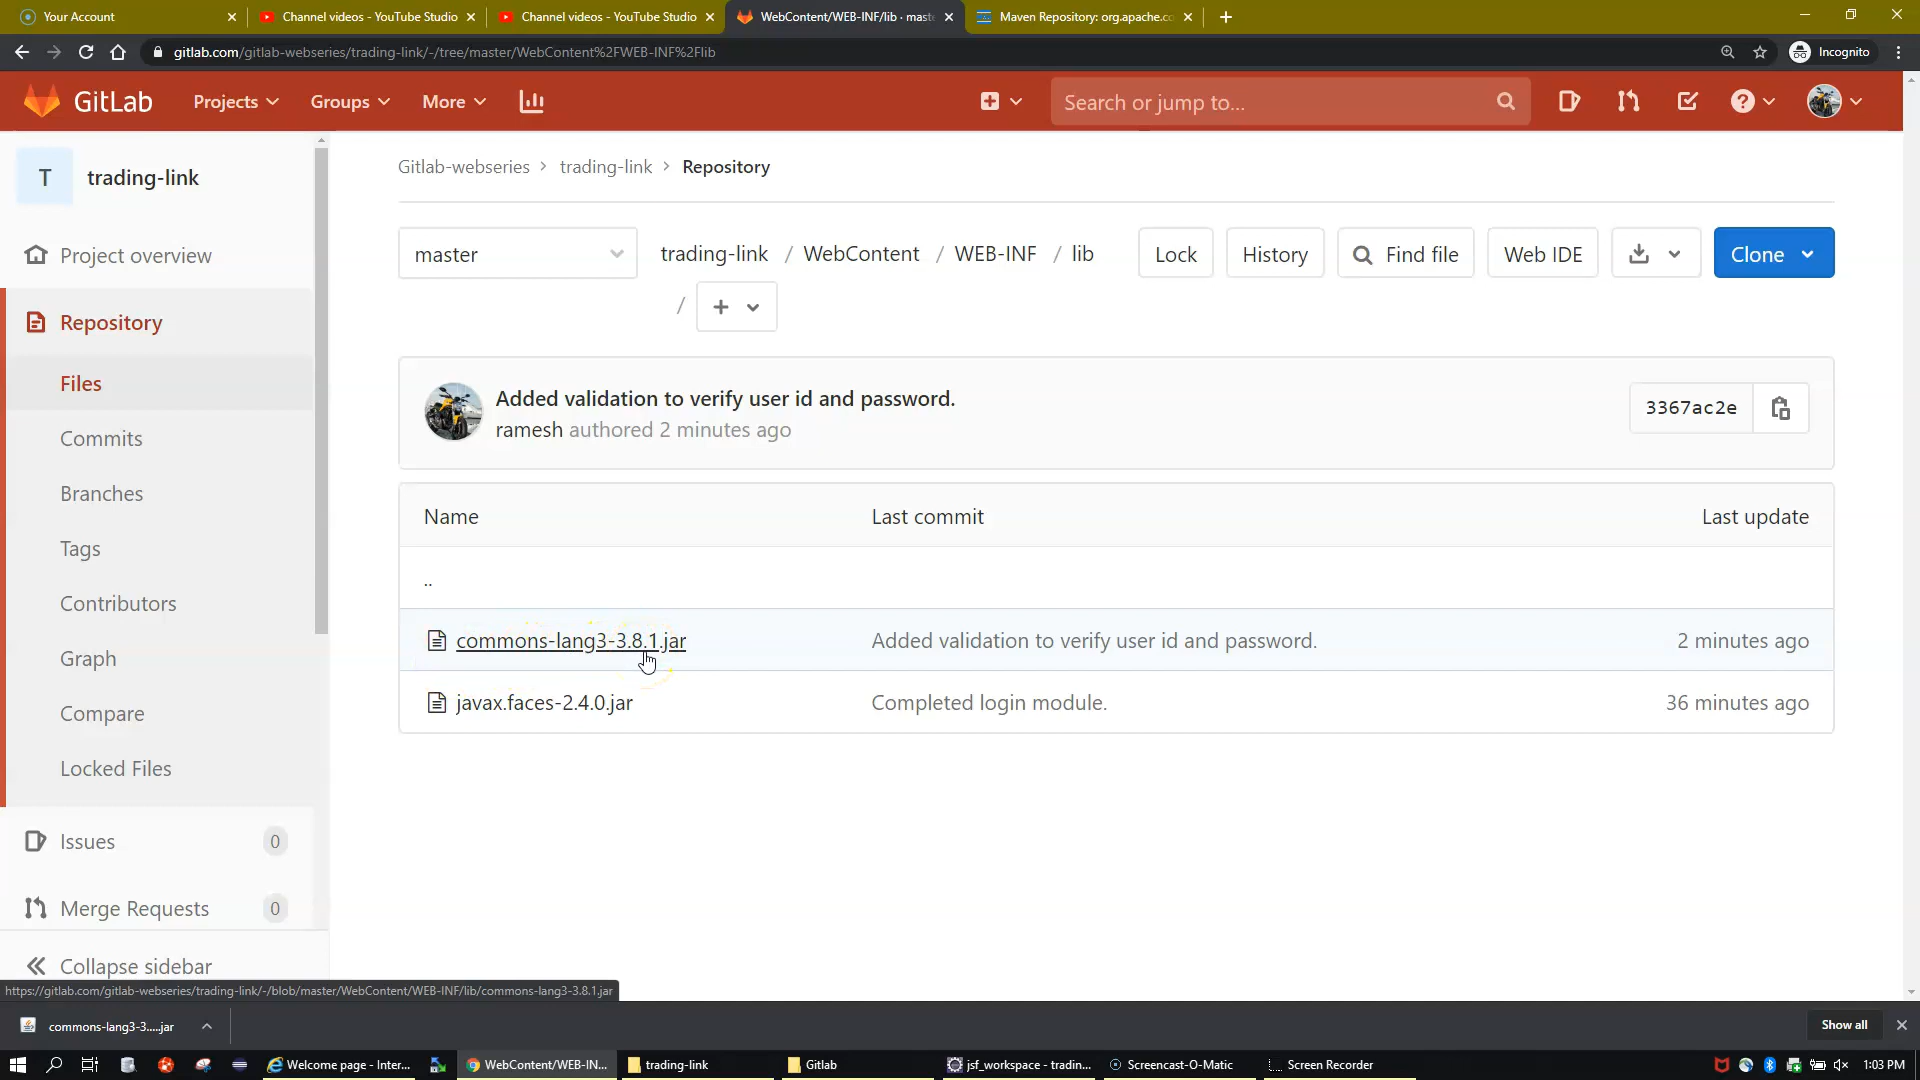 Your Account
Channel videos - YouTube Studio
Channel videos - YouTube Studio
WebContent/WEB-INF/lib · maste
Maven Repository: org.apache.co
gitlab.com/gitlab-webseries/trading-link/-/tree/master/WebContent%2FWEB-INF%2Flib
Incognito
GitLab
Projects
Groups
More
Search or jump to...
T
trading-link
Project overview
Repository
Files
Commits
Branches
Tags
Contributors
Graph
Compare
Locked Files
Issues
0
Merge Requests
0
Collapse sidebar
Gitlab-webseries > trading-link > Repository
master
trading-link / WebContent / WEB-INF / lib
/ +
Lock
History
Find file
Web IDE
Clone
Added validation to verify user id and password.
ramesh authored 2 minutes ago
3367ac2e
Name
Last commit
Last update
..
commons-lang3-3.8.1.jar
Added validation to verify user id and password.
2 minutes ago
javax.faces-2.4.0.jar
Completed login module.
36 minutes ago
https://gitlab.com/gitlab-webseries/trading-link/-/blob/master/WebContent/WEB-INF/lib/commons-lang3-3.8.1.jar
commons-lang3-3.....jar
Show all
Welcome page - Inter...
WebContent/WEB-IN...
trading-link
Gitlab
jsf_workspace - tradin...
Screencast-O-Matic
Screen Recorder
1:03 PM